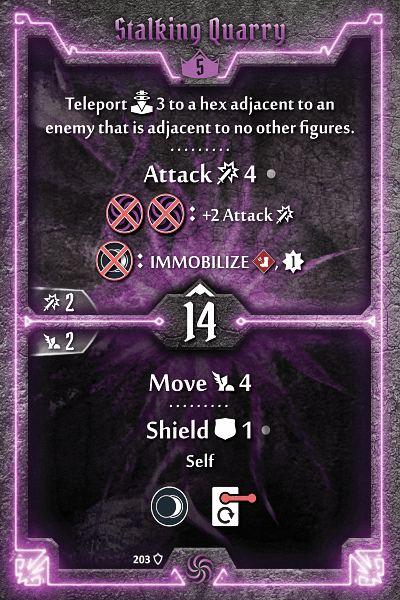 Stalking Quarry
5
Teleport 3 to a hex adjacent to an
enemy that is adjacent to no other figures.
Attack 4
: +2 Attack
: IMMOBILIZE , 1
2
14
2
Move 4
Shield 1
Self
203